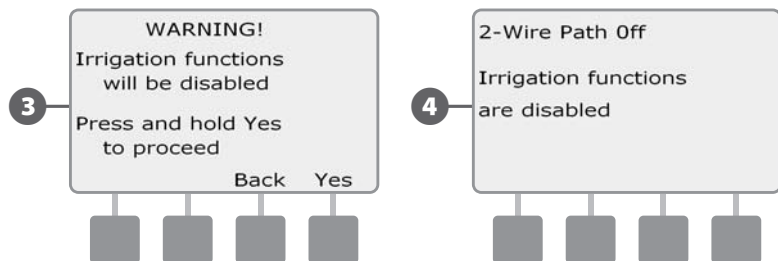 3
WARNING!
Irrigation functions
will be disabled
Press and hold Yes
to proceed
Back Yes
4
2-Wire Path 0ff
Irrigation functions
are disabled